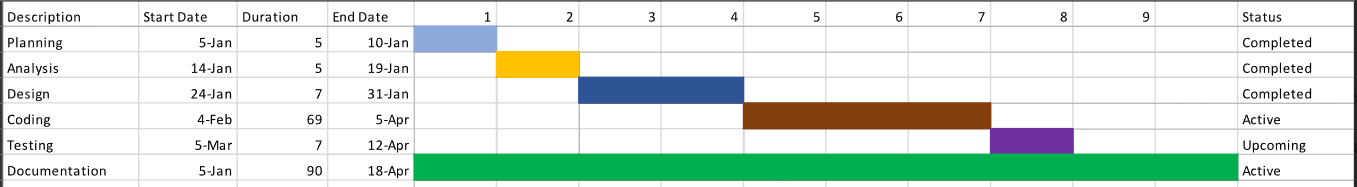 Description Start Date Duration End Date 1 2 3 4 5 6 7 8 9 Status
Planning 5-Jan 5 10-Jan Completed
Analysis 14-Jan 5 19-Jan Completed
Design 24-Jan 7 31-Jan Completed
Coding 4-Feb 69 5-Apr Active
Testing 5-Mar 7 12-Apr Upcoming
Documentation 5-Jan 90 18-Apr Active